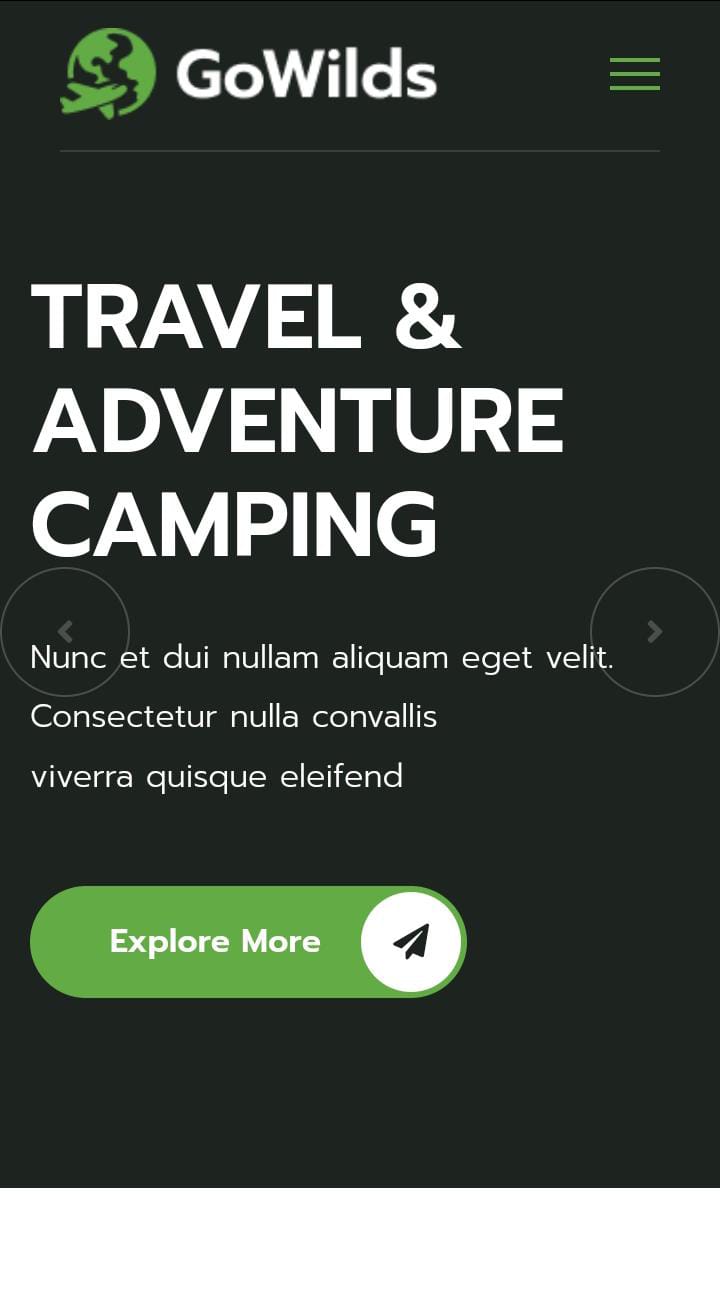 GoWilds
TRAVEL &
ADVENTURE
CAMPING
Nunc et dui nullam aliquam eget velit.
Consectetur nulla convallis
viverra quisque eleifend
Explore More